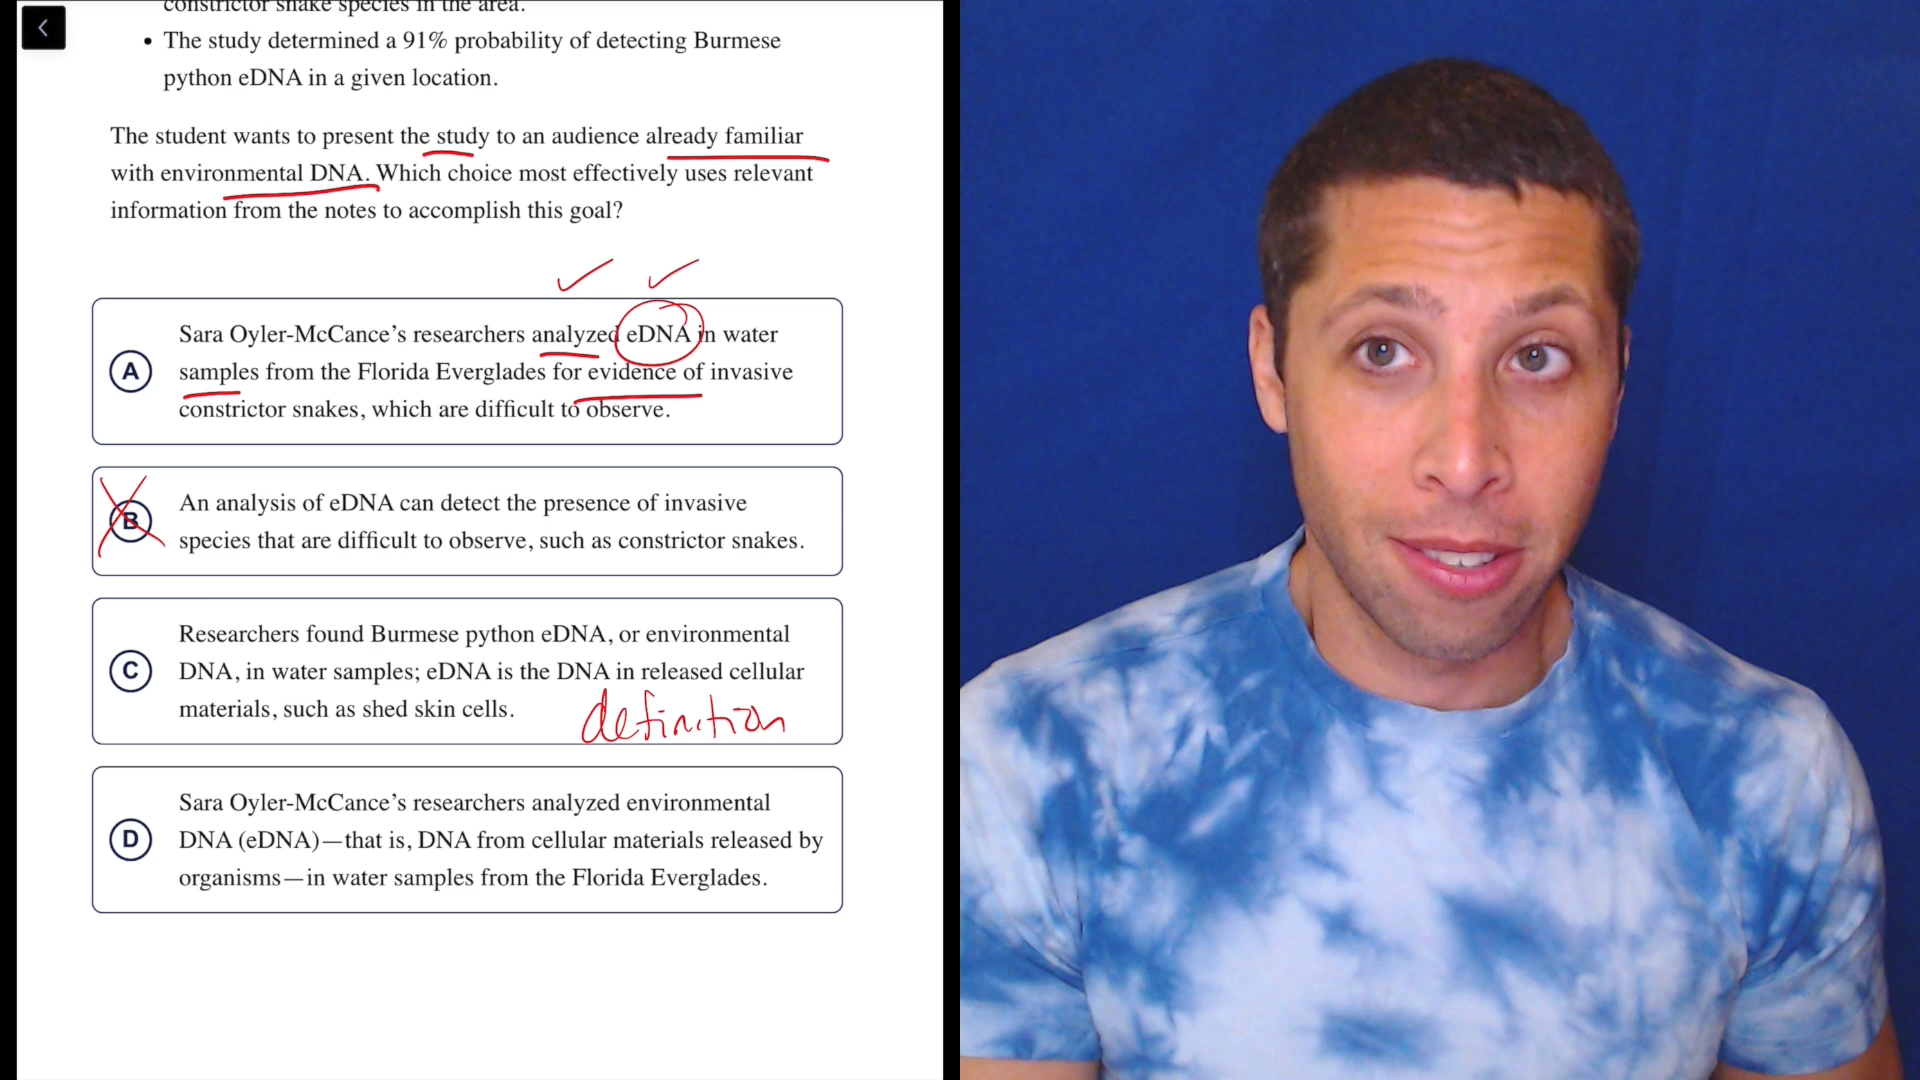 constrictor snake species in the area.
• The study determined a 91% probability of detecting Burmese
python eDNA in a given location.
The student wants to present the study to an audience already familiar
with environmental DNA. Which choice most effectively uses relevant
information from the notes to accomplish this goal?
A
Sara Oyler-McCance’s researchers analyzed eDNA in water
samples from the Florida Everglades for evidence of invasive
constrictor snakes, which are difficult to observe.
B
An analysis of eDNA can detect the presence of invasive
species that are difficult to observe, such as constrictor snakes.
C
Researchers found Burmese python eDNA, or environmental
DNA, in water samples; eDNA is the DNA in released cellular
materials, such as shed skin cells.
definition
D
Sara Oyler-McCance’s researchers analyzed environmental
DNA (eDNA)—that is, DNA from cellular materials released by
organisms—in water samples from the Florida Everglades.